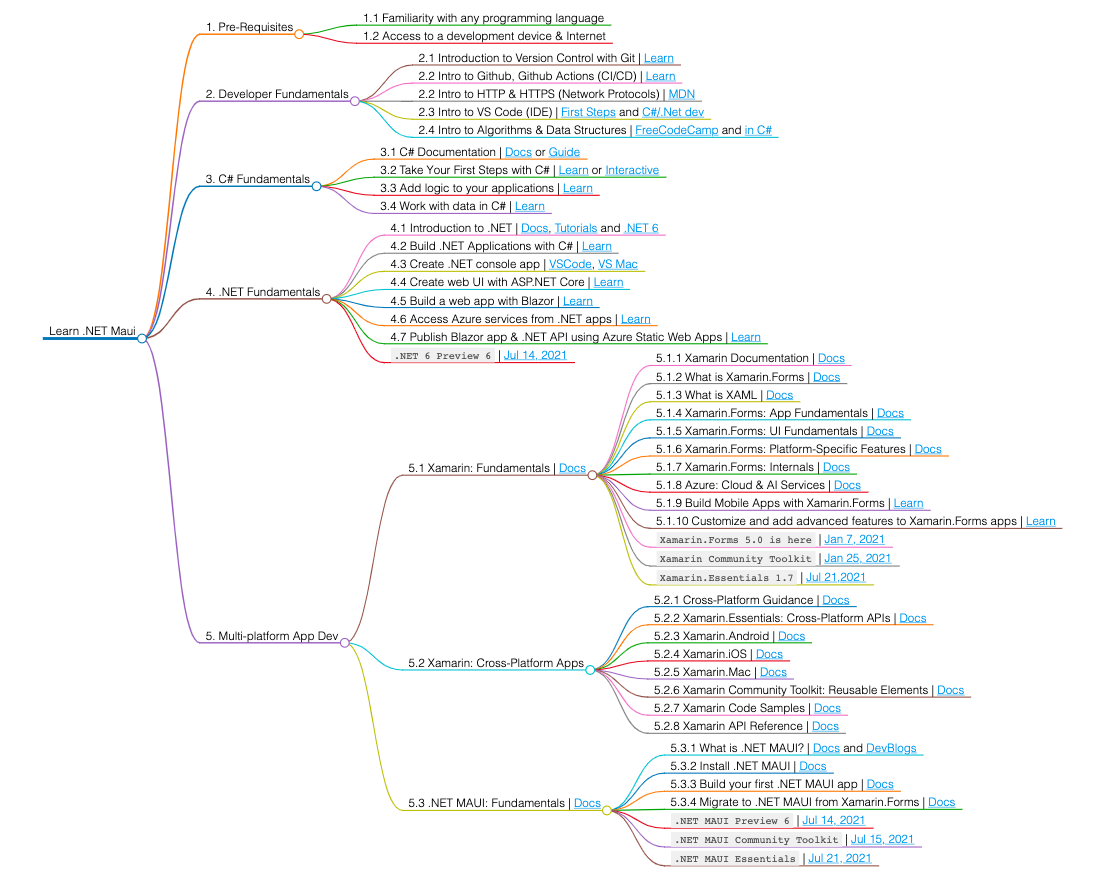 Learn .NET Maui
1. Pre-Requisites
1.1 Familiarity with any programming language
1.2 Access to a development device & Internet
2. Developer Fundamentals
2.1 Introduction to Version Control with Git | Learn
2.2 Intro to Github, Github Actions (CI/CD) | Learn
2.2 Intro to HTTP & HTTPS (Network Protocols) | MDN
2.3 Intro to VS Code (IDE) | First Steps and C#/.Net dev
2.4 Intro to Algorithms & Data Structures | FreeCodeCamp and in C#
3. C# Fundamentals
3.1 C# Documentation | Docs or Guide
3.2 Take Your First Steps with C# | Learn or Interactive
3.3 Add logic to your applications | Learn
3.4 Work with data in C# | Learn
4. .NET Fundamentals
4.1 Introduction to .NET | Docs, Tutorials and .NET 6
4.2 Build .NET Applications with C# | Learn
4.3 Create .NET console app | VSCode, VS Mac
4.4 Create web UI with ASP.NET Core | Learn
4.5 Build a web app with Blazor | Learn
4.6 Access Azure services from .NET apps | Learn
4.7 Publish Blazor app & .NET API using Azure Static Web Apps | Learn
.NET 6 Preview 6 | Jul 14, 2021
5. Multi-platform App Dev
5.1 Xamarin: Fundamentals | Docs
5.1.1 Xamarin Documentation | Docs
5.1.2 What is Xamarin.Forms | Docs
5.1.3 What is XAML | Docs
5.1.4 Xamarin.Forms: App Fundamentals | Docs
5.1.5 Xamarin.Forms: UI Fundamentals | Docs
5.1.6 Xamarin.Forms: Platform-Specific Features | Docs
5.1.7 Xamarin.Forms: Internals | Docs
5.1.8 Azure: Cloud & AI Services | Docs
5.1.9 Build Mobile Apps with Xamarin.Forms | Learn
5.1.10 Customize and add advanced features to Xamarin.Forms apps | Learn
Xamarin.Forms 5.0 is here | Jan 7, 2021
Xamarin Community Toolkit | Jan 25, 2021
Xamarin.Essentials 1.7 | Jul 21,2021
5.2 Xamarin: Cross-Platform Apps
5.2.1 Cross-Platform Guidance | Docs
5.2.2 Xamarin.Essentials: Cross-Platform APIs | Docs
5.2.3 Xamarin.Android | Docs
5.2.4 Xamarin.iOS | Docs
5.2.5 Xamarin.Mac | Docs
5.2.6 Xamarin Community Toolkit: Reusable Elements | Docs
5.2.7 Xamarin Code Samples | Docs
5.2.8 Xamarin API Reference | Docs
5.3 .NET MAUI: Fundamentals | Docs
5.3.1 What is .NET MAUI? | Docs and DevBlogs
5.3.2 Install .NET MAUI | Docs
5.3.3 Build your first .NET MAUI app | Docs
5.3.4 Migrate to .NET MAUI from Xamarin.Forms | Docs
.NET MAUI Preview 6 | Jul 14, 2021
.NET MAUI Community Toolkit | Jul 15, 2021
.NET MAUI Essentials | Jul 21, 2021